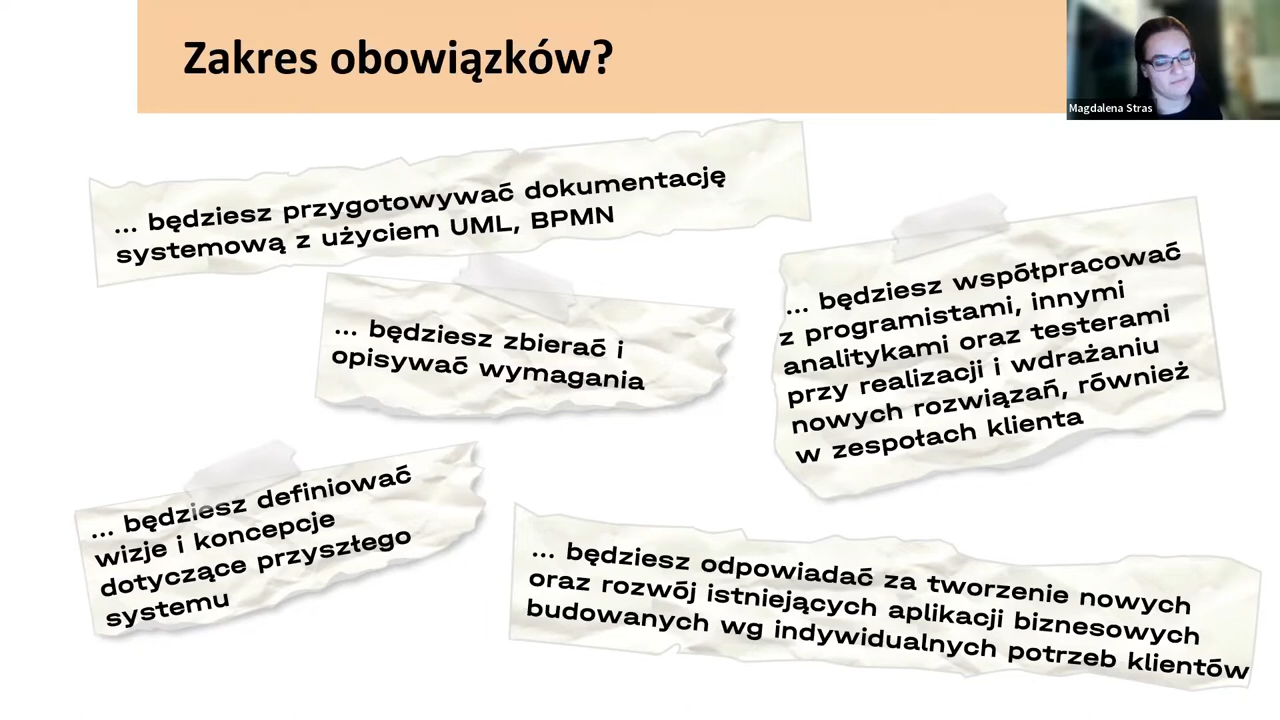 Zakres obowiązków?
Magdalena Stras
... będziesz przygotowywać dokumentację
systemową z użyciem UML, BPMN
... będziesz zbierać i
opisywać wymagania
... będziesz współpracować
z programistami, innymi
analitykami oraz testerami
przy realizacji i wdrażaniu
nowych rozwiązań, również
w zespołach klienta
... będziesz definiować
wizje i koncepcje
dotyczące przyszłego
systemu
... będziesz odpowiadać za tworzenie nowych
oraz rozwój istniejących aplikacji biznesowych
budowanych wg indywidualnych potrzeb klientów